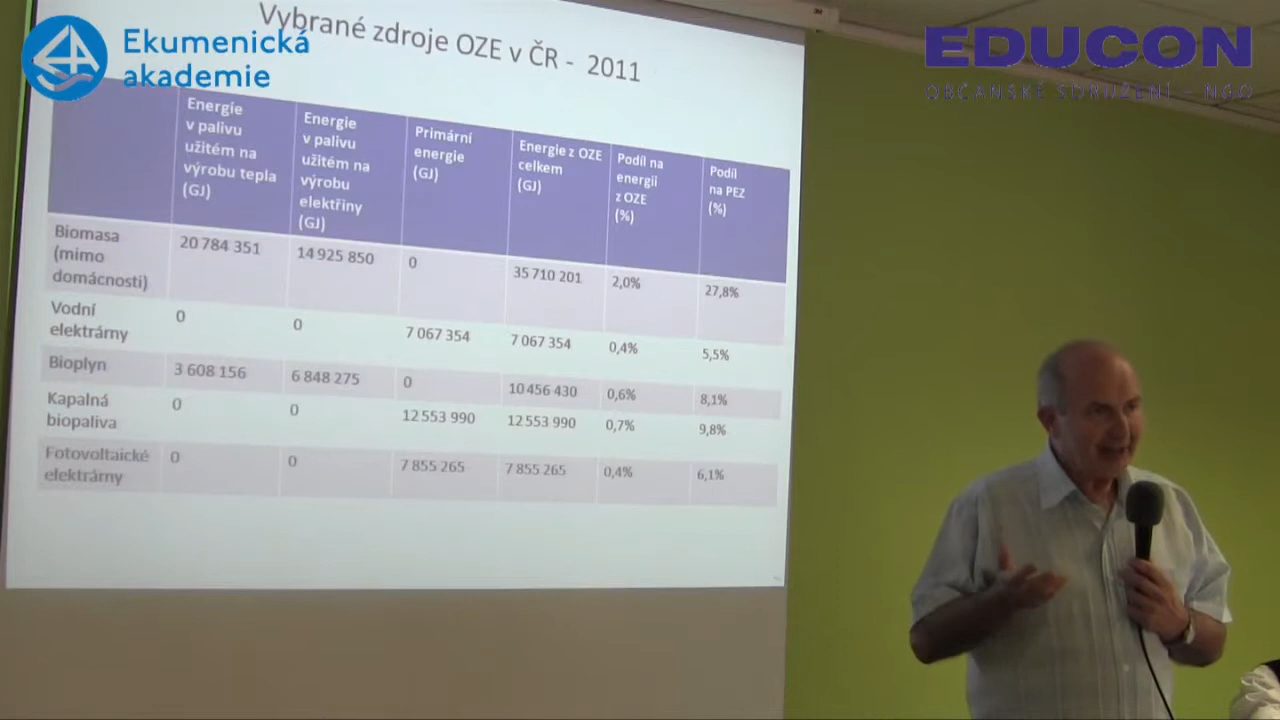 Ekumenická
akademie
EDUCON
OBČANSKÉ SDRUŽENÍ - NGO
Vybrané zdroje OZE v ČR - 2011
Energie
v palivu
užitém na
výrobu tepla
(GJ)
Energie
v palivu
užitém na
výrobu
elektřiny
(GJ)
Primární
energie
(GJ)
Energie z OZE
celkem
(GJ)
Podíl na
energii
z OZE
(%)
Podíl
na PEZ
(%)
Biomasa
(mimo
domácnosti)
20 784 351
14 925 850
0
35 710 201
2,0%
27,8%
Vodní
elektrárny
0
0
7 067 354
7 067 354
0,4%
5,5%
Bioplyn
3 608 156
6 848 275
0
10 456 430
0,6%
8,1%
Kapalná
biopaliva
0
0
12 553 990
12 553 990
0,7%
9,8%
Fotovoltaické
elektrárny
0
0
7 855 265
7 855 265
0,4%
6,1%